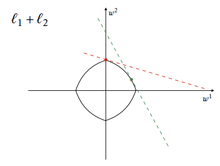 ℓ₁ + ℓ₂
w²
w¹